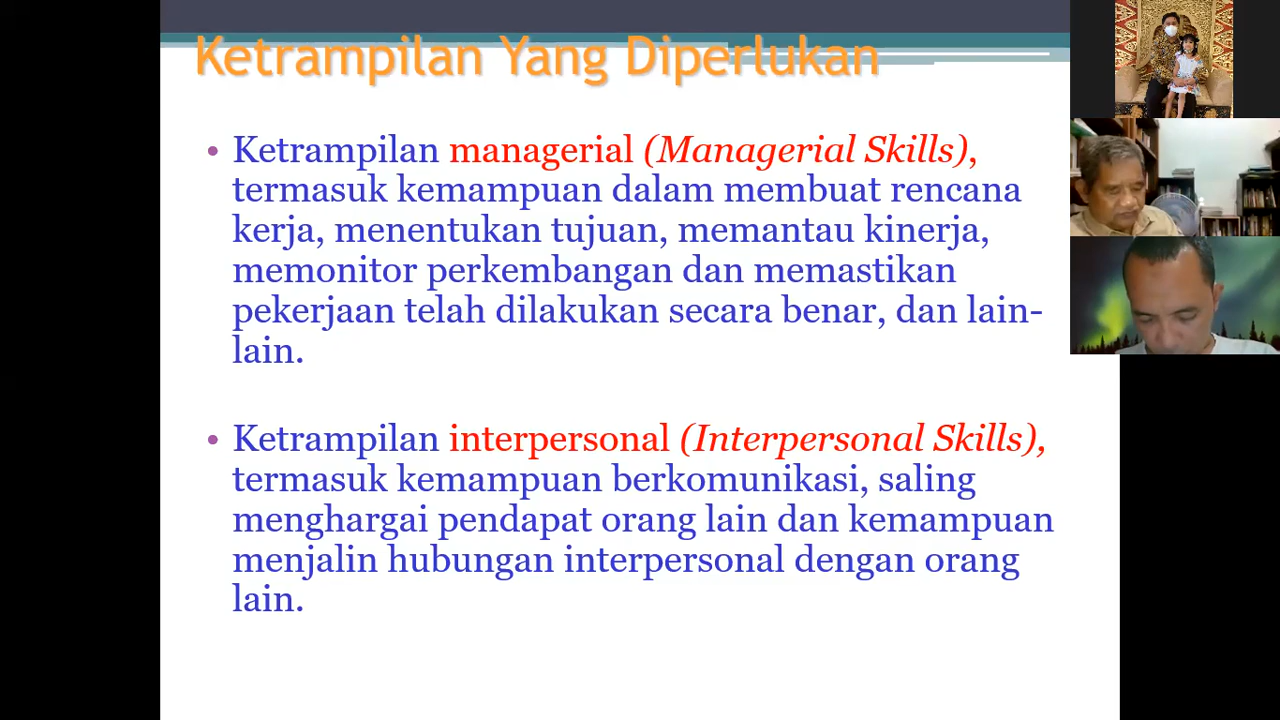 Ketrampilan Yang Diperlukan
• Ketrampilan managerial (Managerial Skills),
termasuk kemampuan dalam membuat rencana
kerja, menentukan tujuan, memantau kinerja,
memonitor perkembangan dan memastikan
pekerjaan telah dilakukan secara benar, dan lain-
lain.
• Ketrampilan interpersonal (Interpersonal Skills),
termasuk kemampuan berkomunikasi, saling
menghargai pendapat orang lain dan kemampuan
menjalin hubungan interpersonal dengan orang
lain.